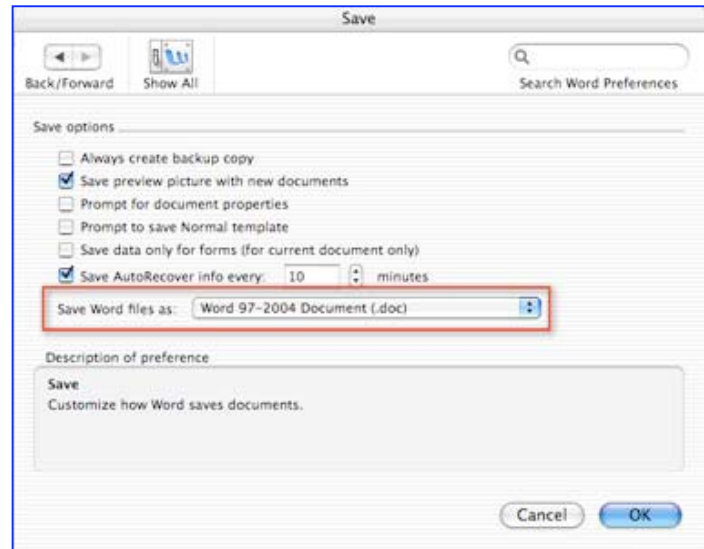 Save
Back/Forward
Show All
Search Word Preferences
Save options
Always create backup copy
Save preview picture with new documents
Prompt for document properties
Prompt to save Normal template
Save data only for forms (for current document only)
Save AutoRecover info every: 10 minutes
Save Word files as: Word 97-2004 Document (.doc)
Description of preference
Save
Customize how Word saves documents.
Cancel OK